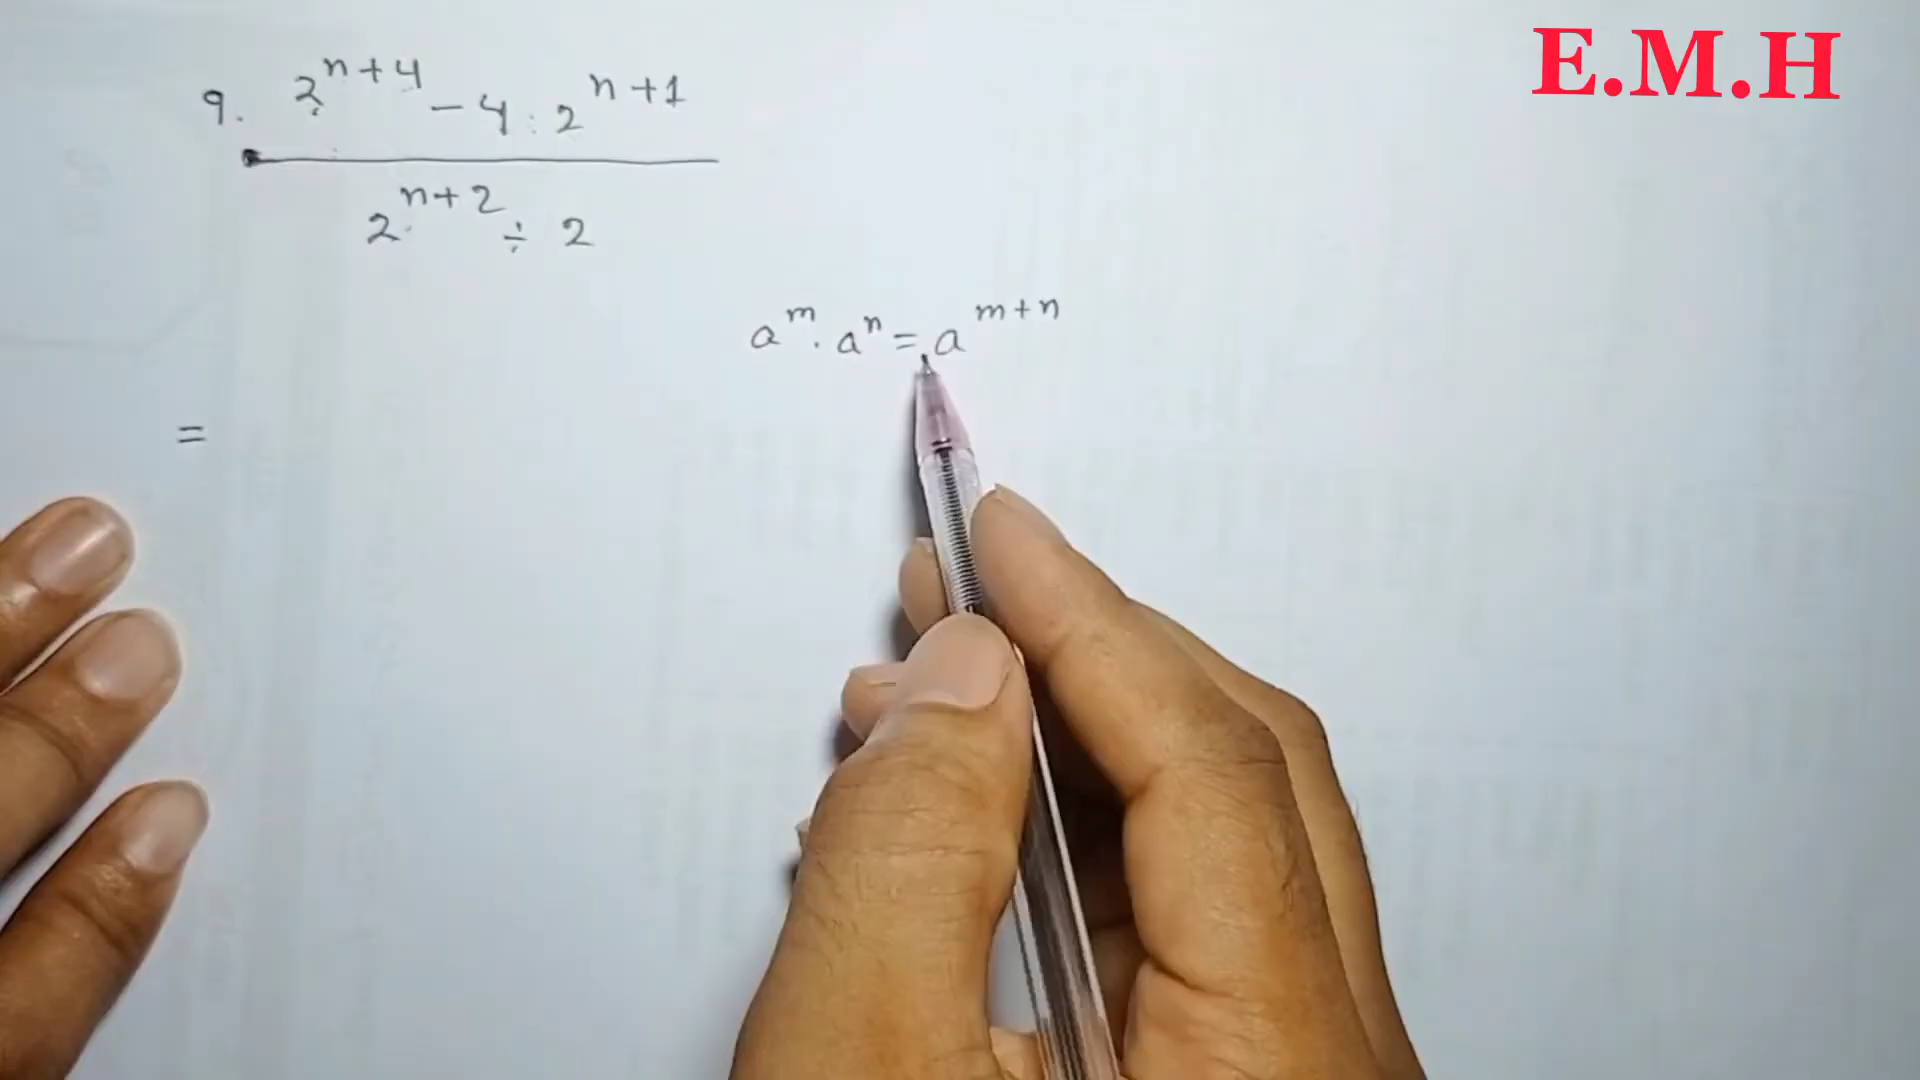 E.M.H
9. 2^{n+4} - 4 . 2^{n+1}
2^{n+2} ÷ 2
a^m . a^n = a^{m+n}
=